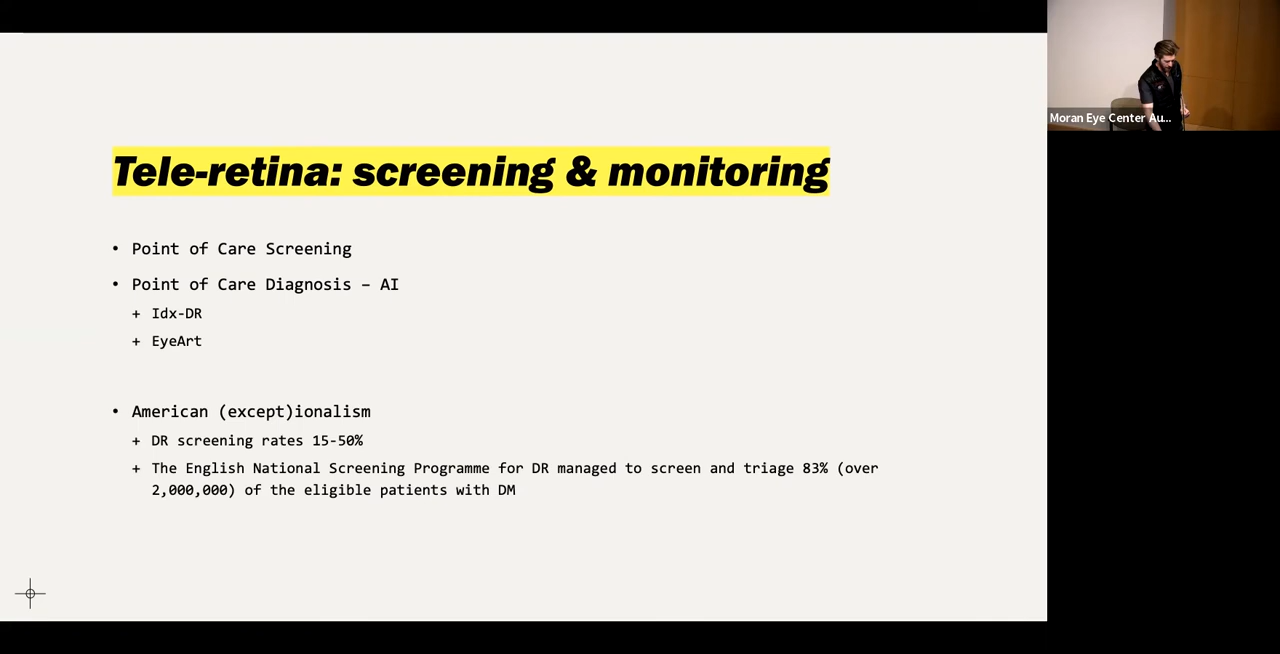 Tele-retina: screening & monitoring
• Point of Care Screening
• Point of Care Diagnosis – AI
+ Idx-DR
+ EyeArt
• American (except)ionalism
+ DR screening rates 15-50%
+ The English National Screening Programme for DR managed to screen and triage 83% (over
2,000,000) of the eligible patients with DM
Moran Eye Center Au...